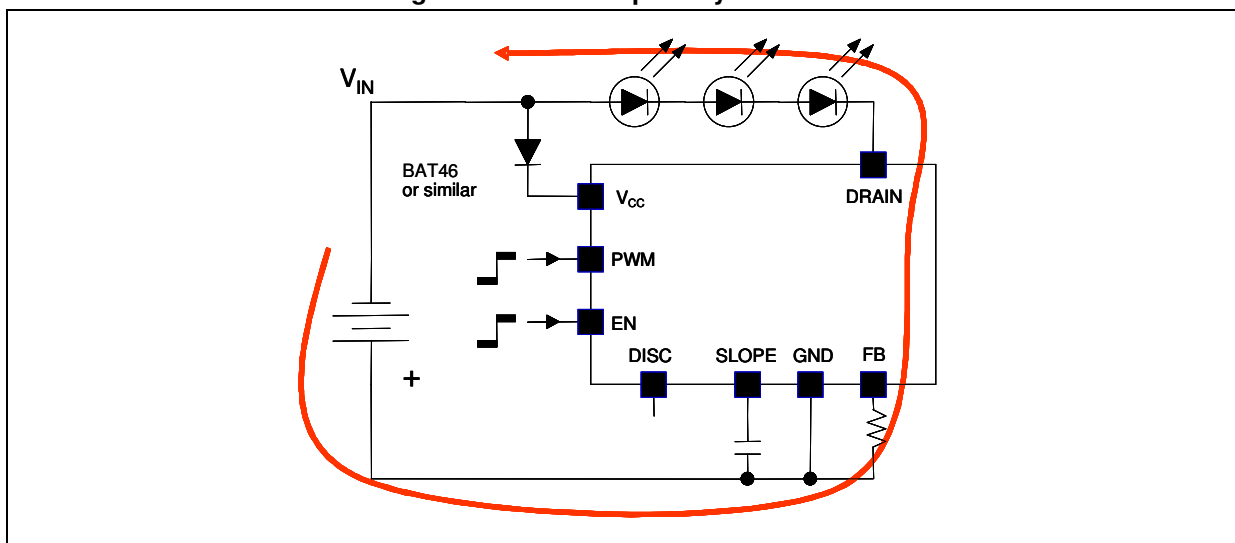 V_IN
BAT46
or similar
V_CC
DRAIN
PWM
EN
DISC
SLOPE
GND
FB
+